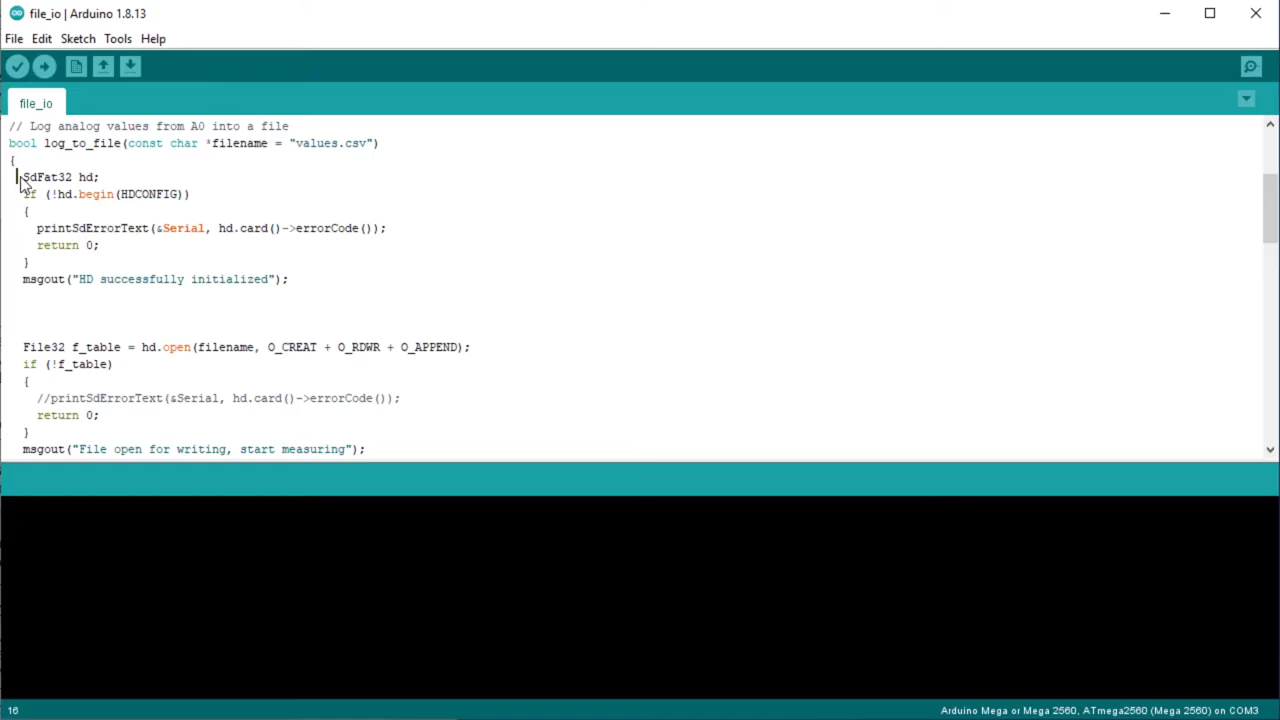 file_io | Arduino 1.8.13
File Edit Sketch Tools Help
file_io
// Log analog values from A0 into a file
bool log_to_file(const char *filename = "values.csv")
{
SdFat32 hd;
if (!hd.begin(HDCONFIG))
{
printSdErrorText(&Serial, hd.card()->errorCode());
return 0;
}
msgout("HD successfully initialized");
File32 f_table = hd.open(filename, O_CREAT + O_RDWR + O_APPEND);
if (!f_table)
{
//printSdErrorText(&Serial, hd.card()->errorCode());
return 0;
}
msgout("File open for writing, start measuring");
16
Arduino Mega or Mega 2560, ATmega2560 (Mega 2560) on COM3